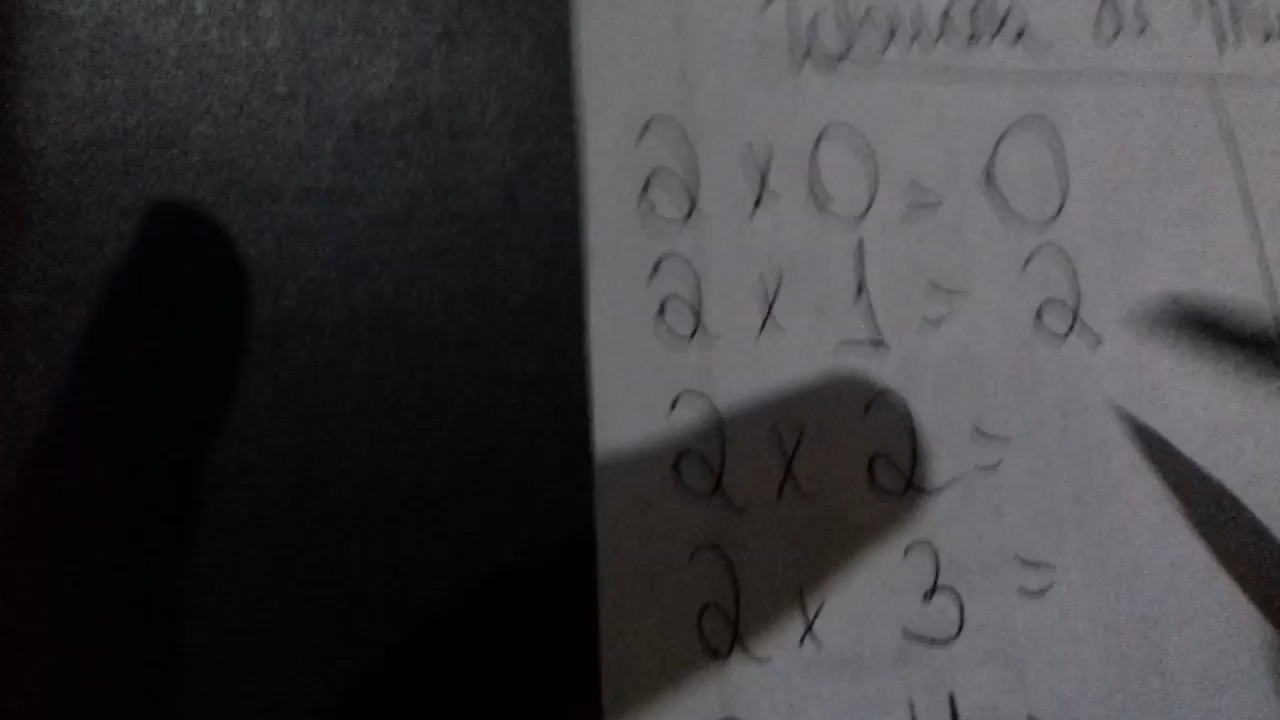 2 x 0 = 0
2 x 1 = 2
2 x 2 =
2 x 3 =